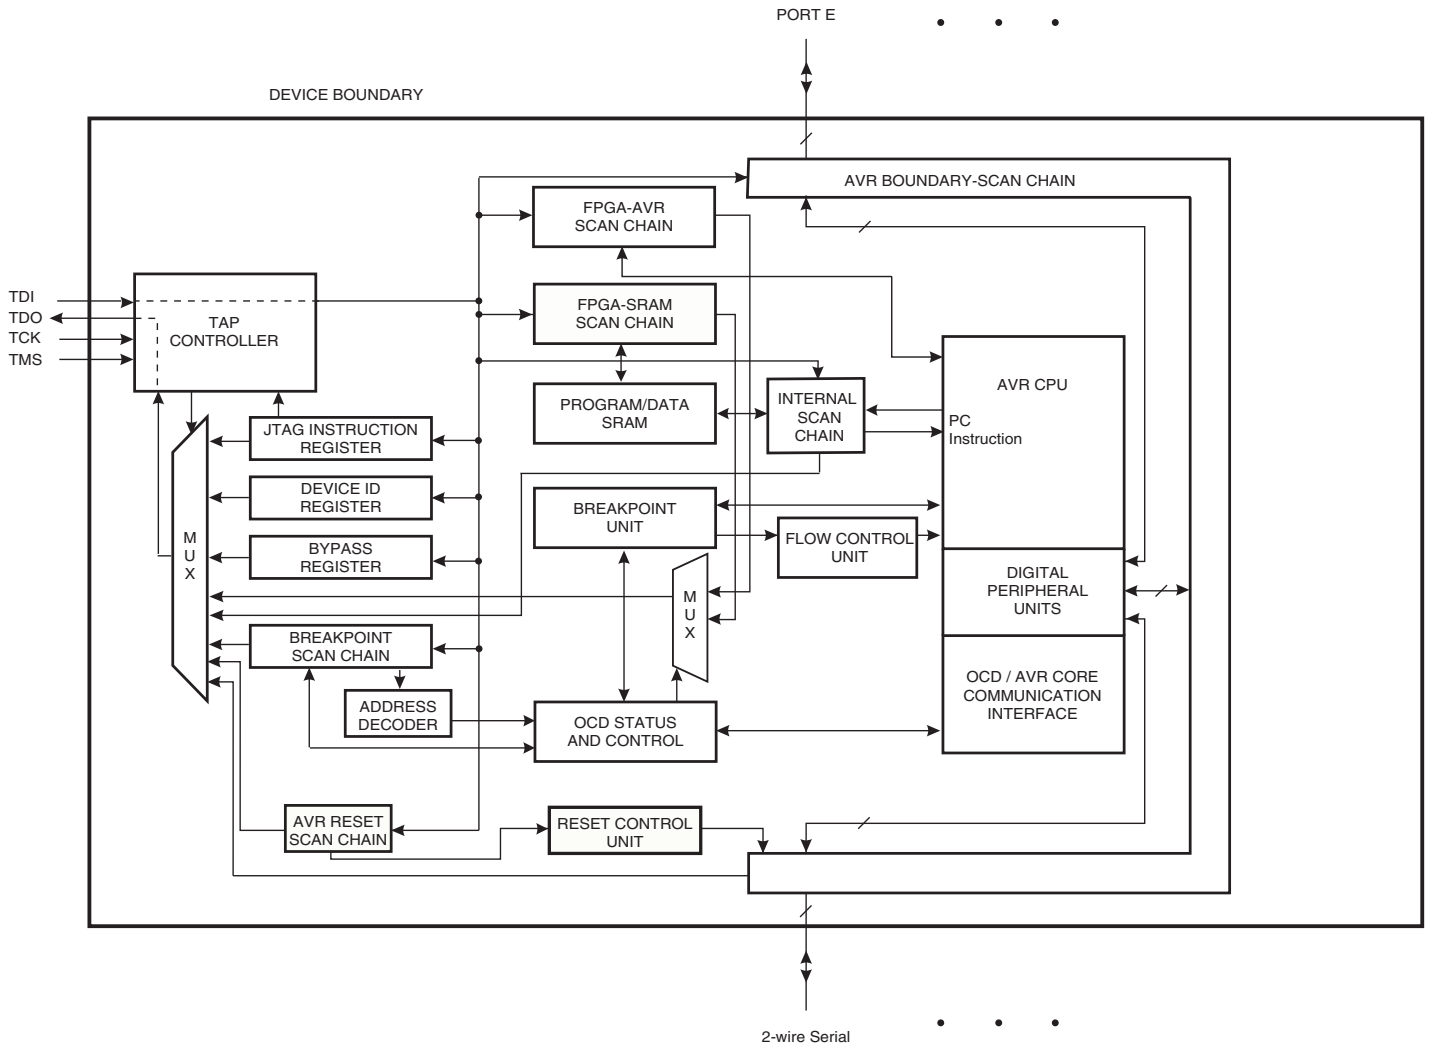 PORT E
DEVICE BOUNDARY
AVR BOUNDARY-SCAN CHAIN
FPGA-AVR
SCAN CHAIN
TDI
TDO
TCK
TMS
TAP
CONTROLLER
FPGA-SRAM
SCAN CHAIN
PROGRAM/DATA
SRAM
INTERNAL
SCAN
CHAIN
AVR CPU
PC
Instruction
JTAG INSTRUCTION
REGISTER
DEVICE ID
REGISTER
BYPASS
REGISTER
M
U
X
BREAKPOINT
UNIT
FLOW CONTROL
UNIT
DIGITAL
PERIPHERAL
UNITS
M
U
X
BREAKPOINT
SCAN CHAIN
ADDRESS
DECODER
OCD STATUS
AND CONTROL
OCD / AVR CORE
COMMUNICATION
INTERFACE
AVR RESET
SCAN CHAIN
RESET CONTROL
UNIT
2-wire Serial